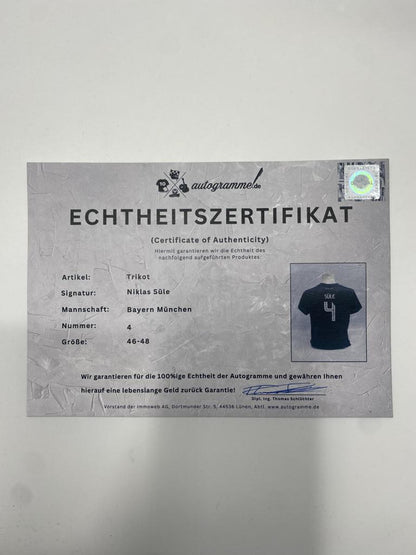 autogramme.de
ECHTHEITSZERTIFIKAT
(Certificate of Authenticity)
Hiermit garantieren wir die Echtheit des
nachfolgend aufgeführten Produktes:
Artikel: Trikot
Signatur: Niklas Süle
Mannschaft: Bayern München
Nummer: 4
Größe: 46-48
SÜLE
4
Wir garantieren für die 100%ige Echtheit der Autogramme und gewähren Ihnen
hierauf eine lebenslange Geld zurück Garantie!
Dipl. Ing. Thomas Schlüchter
Vorstand der Immoweb AG, Dortmunder Str. 5, 44536 Lünen, Abtl. www.autogramme.de